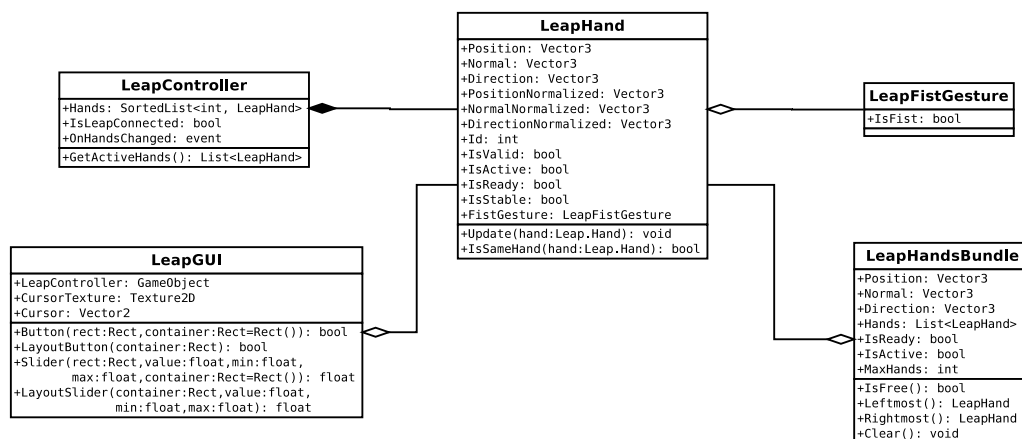 LeapHand
+Position: Vector3
+Normal: Vector3
+Direction: Vector3
+PositionNormalized: Vector3
+NormalNormalized: Vector3
+DirectionNormalized: Vector3
+Id: int
+IsValid: bool
+IsActive: bool
+IsReady: bool
+IsStable: bool
+FistGesture: LeapFistGesture
+Update(hand:Leap.Hand): void
+IsSameHand(hand:Leap.Hand): bool
LeapController
+Hands: SortedList<int, LeapHand>
+IsLeapConnected: bool
+OnHandsChanged: event
+GetActiveHands(): List<LeapHand>
LeapFistGesture
+IsFist: bool
LeapGUI
+LeapController: GameObject
+CursorTexture: Texture2D
+Cursor: Vector2
+Button(rect:Rect,container:Rect=Rect()): bool
+LayoutButton(container:Rect): bool
+Slider(rect:Rect,value:float,min:float,
max:float,container:Rect=Rect()): float
+LayoutSlider(container:Rect,value:float,
min:float,max:float): float
LeapHandsBundle
+Position: Vector3
+Normal: Vector3
+Direction: Vector3
+Hands: List<LeapHand>
+IsReady: bool
+IsActive: bool
+MaxHands: int
+IsFree(): bool
+Leftmost(): LeapHand
+Rightmost(): LeapHand
+Clear(): void